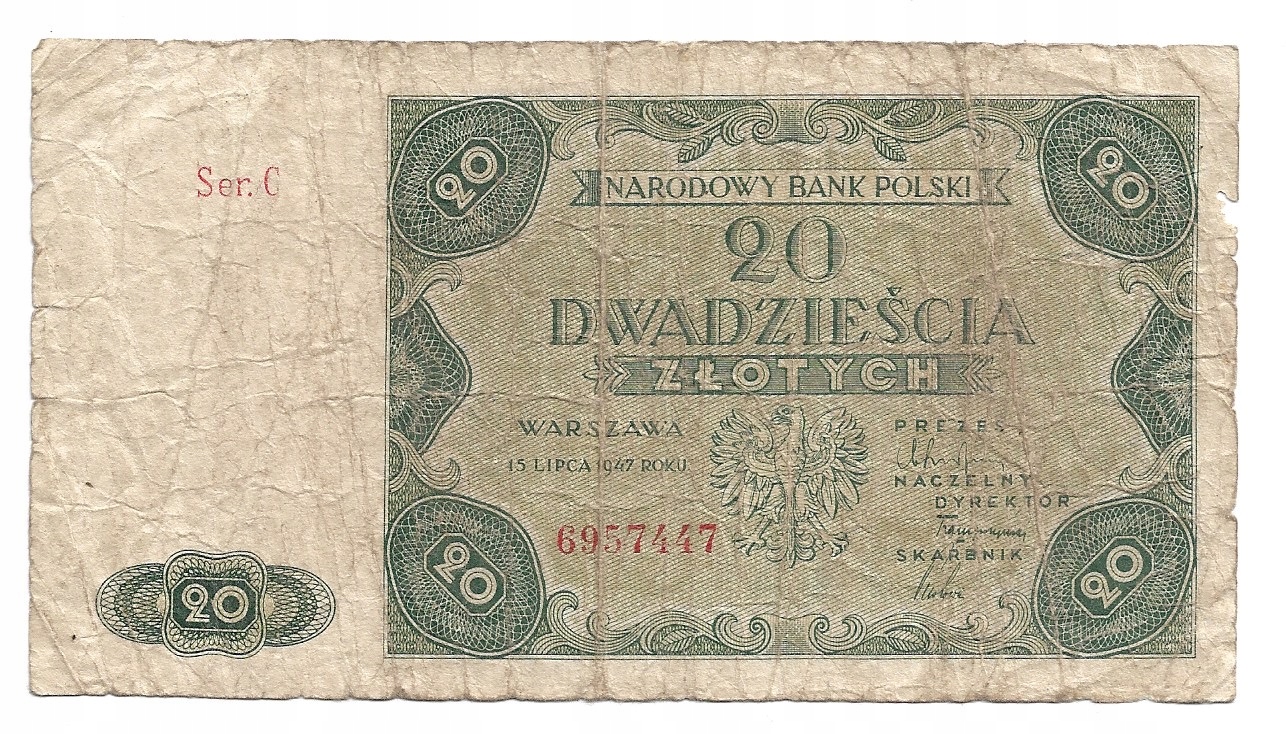 Ser. C
20
20
NARODOWY BANK POLSKI
20
DWADZIEŚCIA
ZŁOTYCH
WARSZAWA
15 LIPCA 1947 ROKU
PREZES
NACZELNY
DYREKTOR
6957447
SKARBNIK
20
20
20